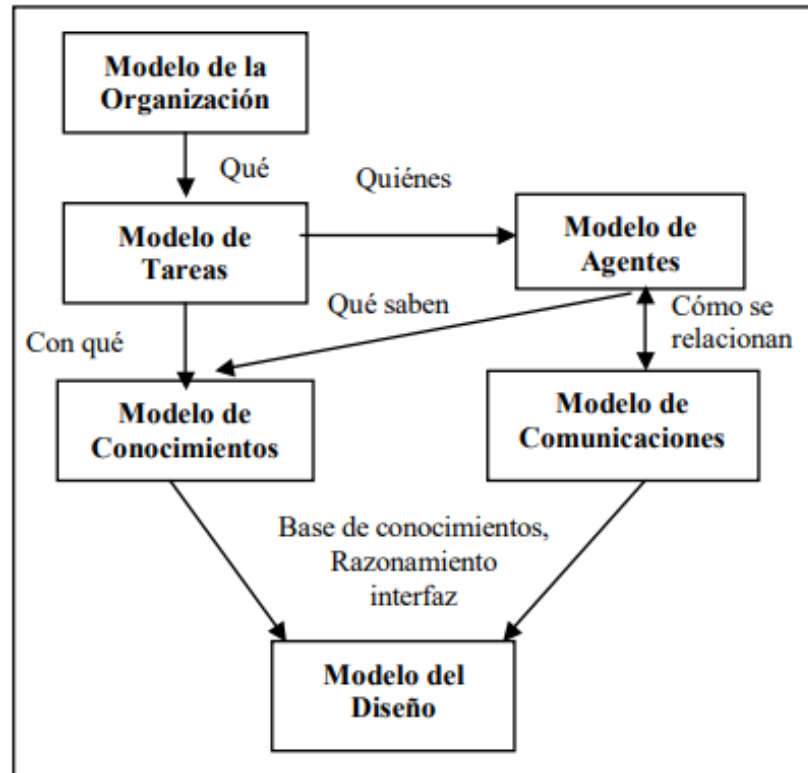 Modelo de la
Organización
Qué
Quiénes
Modelo de
Tareas
Modelo de
Agentes
Qué saben
Cómo se
relacionan
Con qué
Modelo de
Conocimientos
Modelo de
Comunicaciones
Base de conocimientos,
Razonamiento
interfaz
Modelo del
Diseño